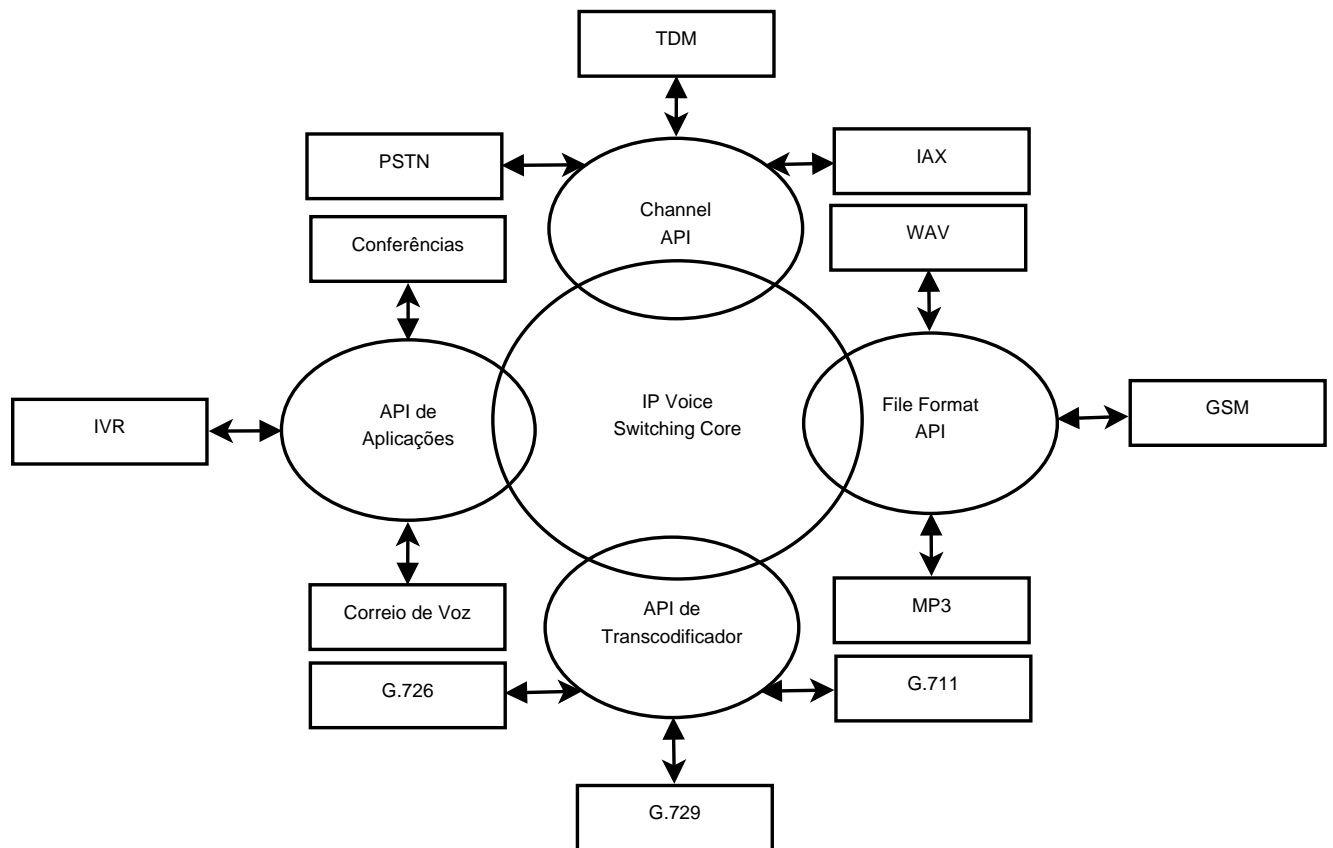 TDM
PSTN
IAX
Channel
API
Conferências
WAV
IVR
API de
Aplicações
IP Voice
Switching Core
File Format
API
GSM
Correio de Voz
API de
Transcodificador
MP3
G.726
G.711
G.729